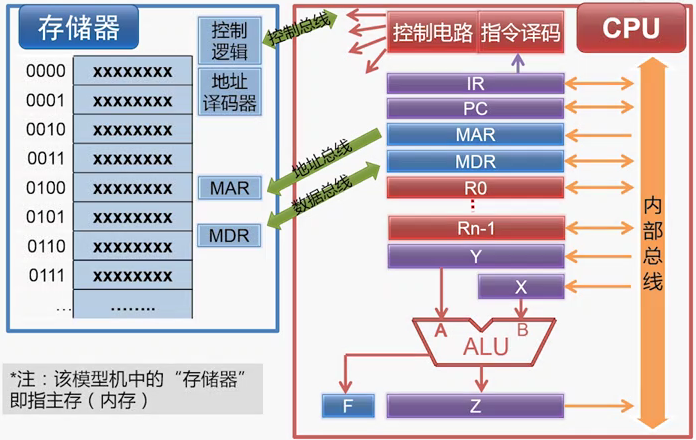 存储器
控制
逻辑
地址
译码器
0000 xxxxxxxx
0001 xxxxxxxx
0010 xxxxxxxx
0011 xxxxxxxx
0100 xxxxxxxx
0101 xxxxxxxx
0110 xxxxxxxx
0111 xxxxxxxx
... ........
MAR
MDR
控制总线
地址总线
数据总线
CPU
控制电路 指令译码
IR
PC
MAR
MDR
R0
Rn-1
Y
X
A B
ALU
F
Z
内部总线
*注：该模型机中的“存储器”
即指主存（内存）